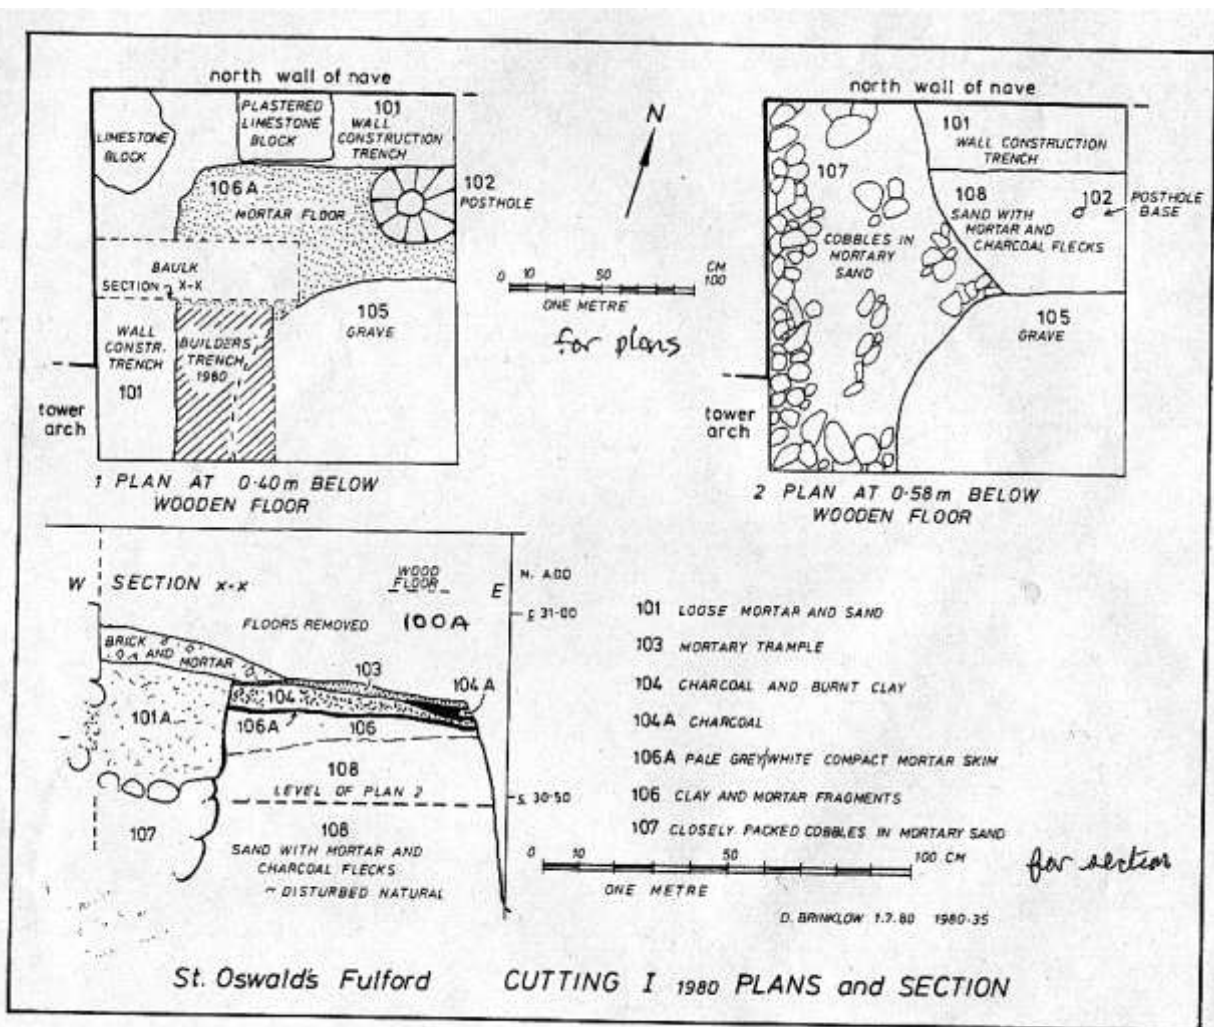 north wall of nave
LIMESTONE
BLOCK
PLASTERED
LIMESTONE
BLOCK
101
WALL
CONSTRUCTION
TRENCH
106A
MORTAR FLOOR
102
POSTHOLE
BAULK
SECTION X-X
WALL
CONSTR.
TRENCH
101
BUILDERS
TRENCH
1980
105
GRAVE
tower
arch
1 PLAN AT 0·40m BELOW
WOODEN FLOOR
N
0 10 50 CM 100
ONE METRE
for plans
north wall of nave
101
WALL CONSTRUCTION
TRENCH
107
COBBLES IN
MORTARY
SAND
108
SAND WITH
MORTAR AND
CHARCOAL FLECKS
102
POSTHOLE
BASE
105
GRAVE
tower
arch
2 PLAN AT 0·58m BELOW
WOODEN FLOOR
W SECTION X-X
WOOD
FLOOR
E
M. AOD
31·00
FLOORS REMOVED 100A
BRICK
AND MORTAR
103
104
104A
101A
106A
106
108
LEVEL OF PLAN 2
30·50
107
108
SAND WITH MORTAR AND
CHARCOAL FLECKS
~ DISTURBED NATURAL
101 LOOSE MORTAR AND SAND
103 MORTARY TRAMPLE
104 CHARCOAL AND BURNT CLAY
104A CHARCOAL
106A PALE GREY/WHITE COMPACT MORTAR SKIM
106 CLAY AND MORTAR FRAGMENTS
107 CLOSELY PACKED COBBLES IN MORTARY SAND
0 10 50 100 CM
ONE METRE
for section
D. BRINKLOW 1.7.80 1980·35
St. Oswald's Fulford CUTTING I 1980 PLANS and SECTION